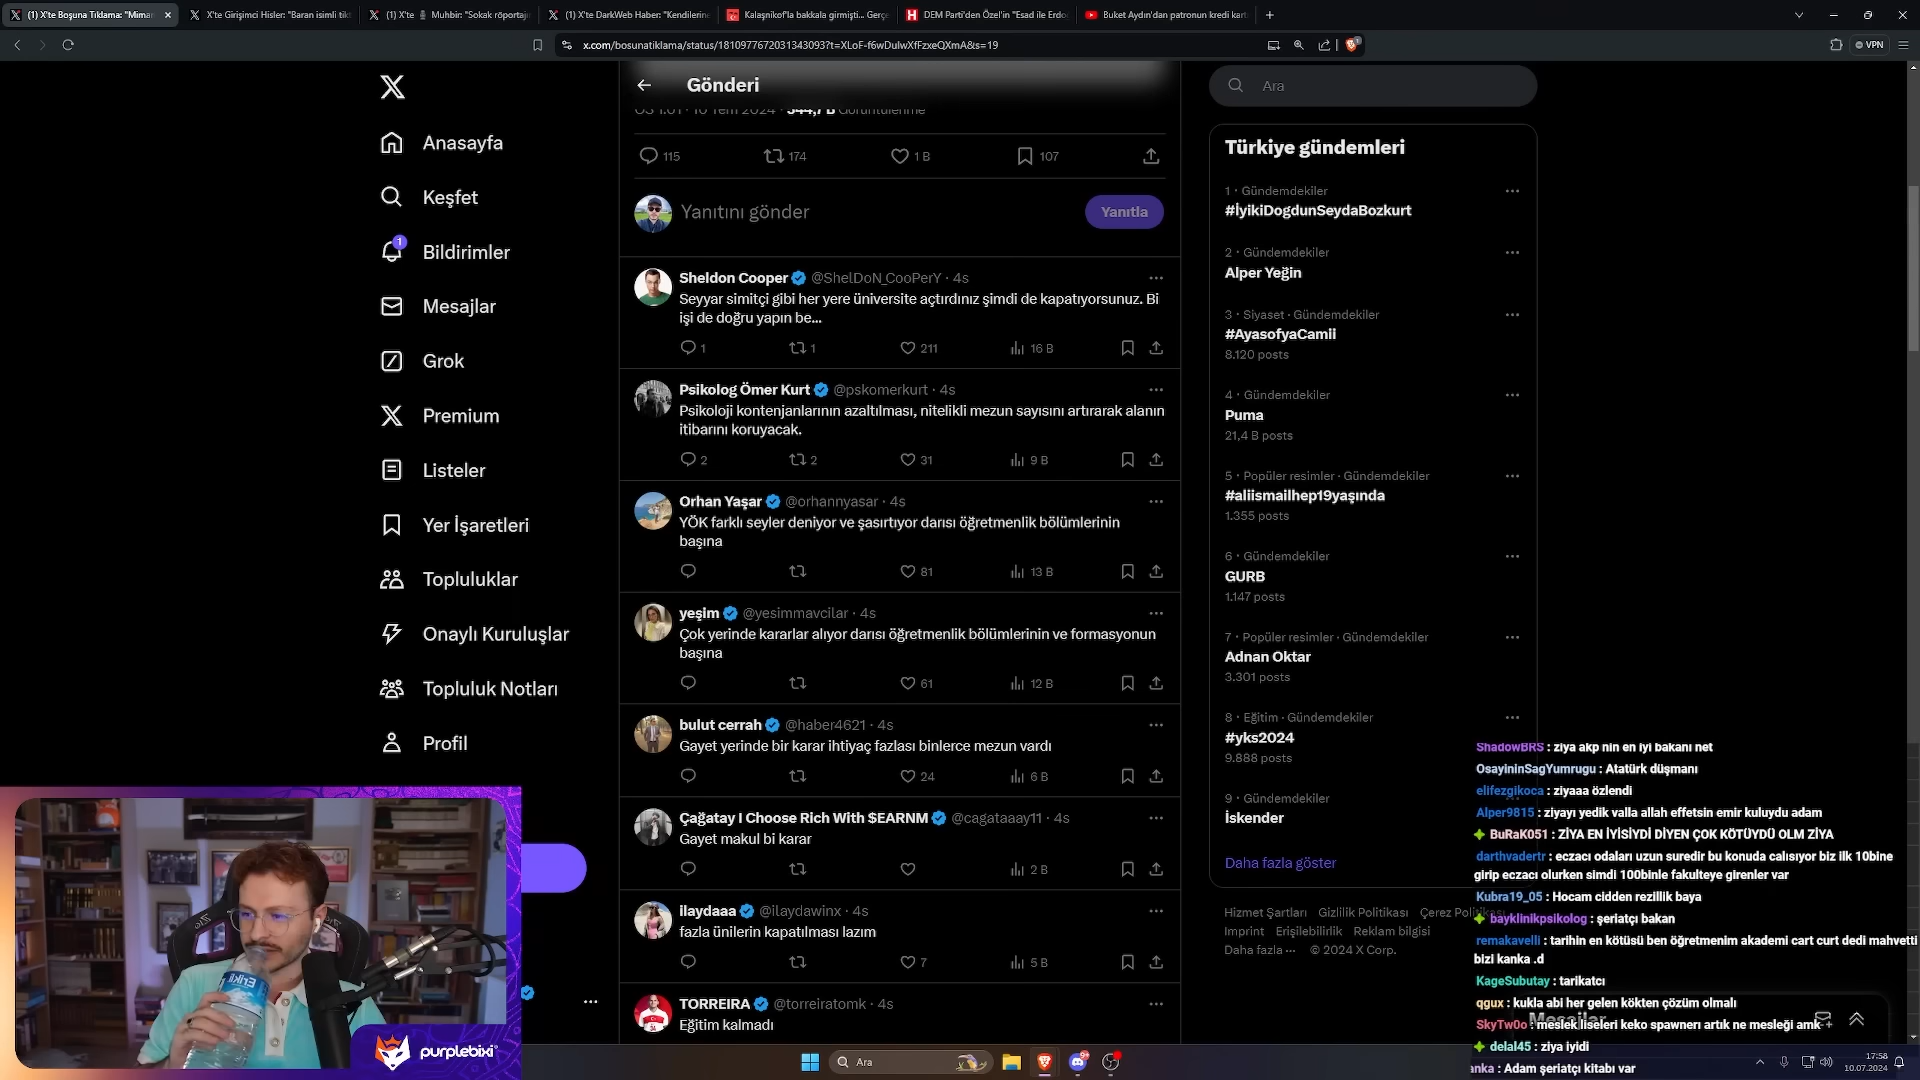 (1) X'te Boşuna Tıklama: "Mimar
X'te Girişimci Hisler: "Baran isimli tikt
(1) X'te
Muhbir: "Sokak röportajı
(1) X'te DarkWeb Haber: "Kendilerine
Kalaşnikof'la bakkala girmişti... Gerçe
DEM Parti'den Özel'in "Esad ile Erdo
Buket Aydın'dan patronun kredi kart
x.com/bosunatiklama/status/1810977672031343093?t=XLoF-f6wDulwXfFzxeQXmA&s=19
VPN
Anasayfa
Keşfet
1
Bildirimler
Mesajlar
Grok
Premium
Listeler
Yer İşaretleri
Topluluklar
Onaylı Kuruluşlar
Topluluk Notları
Profil
Gönderi
ÖS 1:01 · 10 Tem 2024 · 344,7 B Görüntülenme
115
174
1 B
107
Yanıtını gönder
Yanıtla
Sheldon Cooper @ShelDoN_CooPerY · 4s
Seyyar simitçi gibi her yere üniversite açtırdınız şimdi de kapatıyorsunuz. Bi
işi de doğru yapın be...
1
1
211
16 B
Psikolog Ömer Kurt @pskomerkurt · 4s
Psikoloji kontenjanlarının azaltılması, nitelikli mezun sayısını artırarak alanın
itibarını koruyacak.
2
2
31
9 B
Orhan Yaşar @orhannyasar · 4s
YÖK farklı seyler deniyor ve şasırtıyor darısı öğretmenlik bölümlerinin
başına
81
13 B
yeşim @yesimmavcilar · 4s
Çok yerinde kararlar alıyor darısı öğretmenlik bölümlerinin ve formasyonun
başına
61
12 B
bulut cerrah @haber4621 · 4s
Gayet yerinde bir karar ihtiyaç fazlası binlerce mezun vardı
24
6 B
Çağatay I Choose Rich With $EARNM @cagataaay11 · 4s
Gayet makul bi karar
2 B
ilaydaaa @ilaydawinx · 4s
fazla ünilerin kapatılması lazım
7
5 B
TORREIRA @torreiratomk · 4s
Eğitim kalmadı
Ara
Türkiye gündemleri
1 · Gündemdekiler
#İyikiDogdunSeydaBozkurt
2 · Gündemdekiler
Alper Yeğin
3 · Siyaset · Gündemdekiler
#AyasofyaCamii
8.120 posts
4 · Gündemdekiler
Puma
21,4 B posts
5 · Popüler resimler · Gündemdekiler
#aliismailhep19yaşında
1.355 posts
6 · Gündemdekiler
GURB
1.147 posts
7 · Popüler resimler · Gündemdekiler
Adnan Oktar
3.301 posts
8 · Eğitim · Gündemdekiler
#yks2024
9.888 posts
9 · Gündemdekiler
İskender
Daha fazla göster
Hizmet Şartları Gizlilik Politikası Çerez
Imprint Erişilebilirlik Reklam bilgisi
Daha fazla ··· © 2024 X Corp.
Mesajlar
ShadowBRS : ziya akp nin en iyi bakanı net
OsayininSagYumrugu : Atatürk düşmanı
elifezgikoca : ziyaaa özlendi
Alper9815 : ziyayı yedik valla allah effetsin emir kuluydu adam
BuRaK051 : ZİYA EN İYİSİYDİ DİYEN ÇOK KÖTÜYDÜ OLM ZİYA
darthvadertr : eczacı odaları uzun suredir bu konuda calısıyor biz ilk 10bine
girip eczacı olurken simdi 100binle fakulteye girenler var
Kubra19_05 : Hocam cidden rezillik baya
bayklinikpsikolog : şeriatçı bakan
remakavelli : tarihin en kötüsü ben öğretmenim akademi cart curt dedi mahvetti
bizi kanka .d
KageSubutay : tarikatcı
qgux : kukla abi her gelen kökten çözüm olmalı
SkyTw0o : meslek liseleri keko spawnerı artık ne mesleği amk
delal45 : ziya iyidi
anka : Adam şeriatçı kitabı var
Erikli
purplebixi
Ara
17:58
10.07.2024